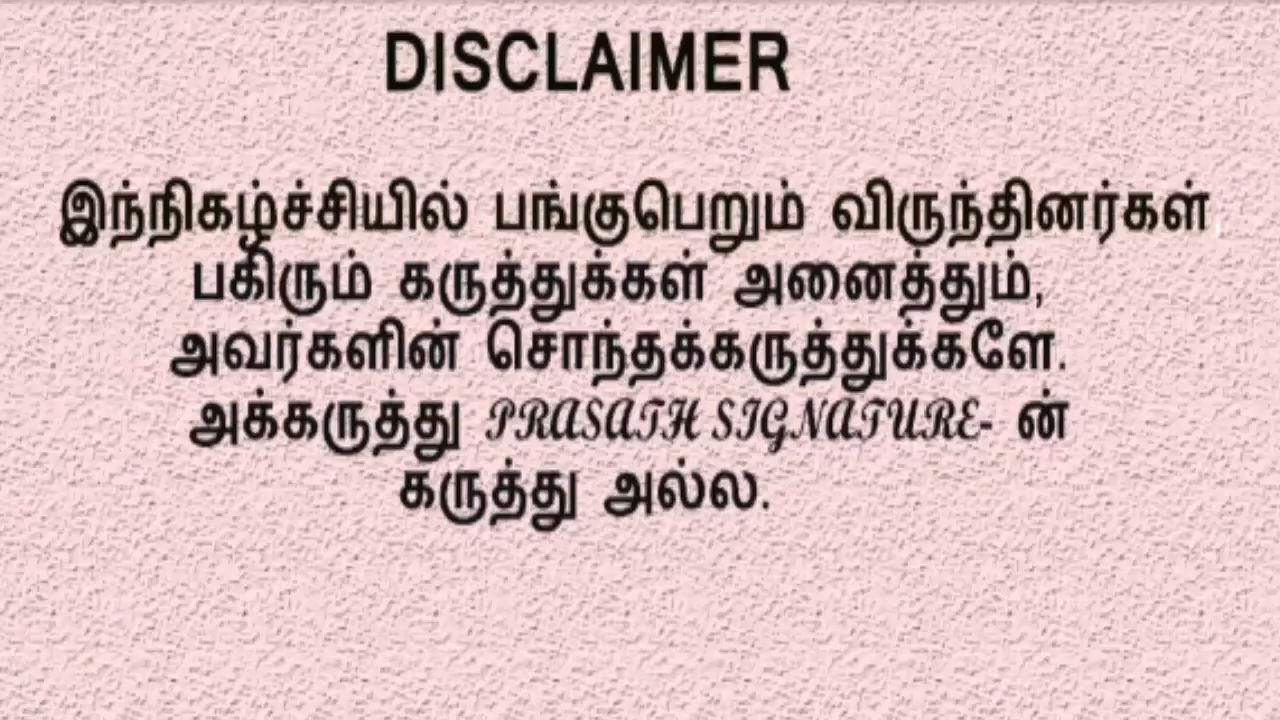 DISCLAIMER
இந்நிகழ்ச்சியில் பங்குபெறும் விருந்தினர்கள்
பகிரும் கருத்துக்கள் அனைத்தும்,
அவர்களின் சொந்தக்கருத்துக்களே.
அக்கருத்து PRASATH SIGNATURE- ன்
கருத்து அல்ல.